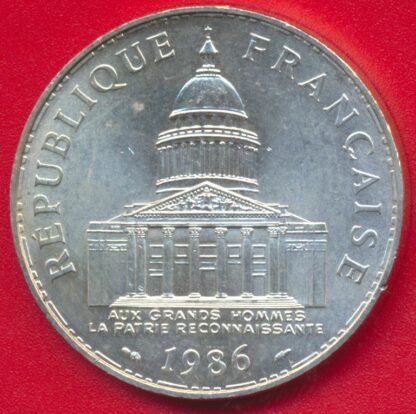 RÉPUBLIQUE FRANÇAISE
AUX GRANDS HOMMES
LA PATRIE RECONNAISSANTE
1986